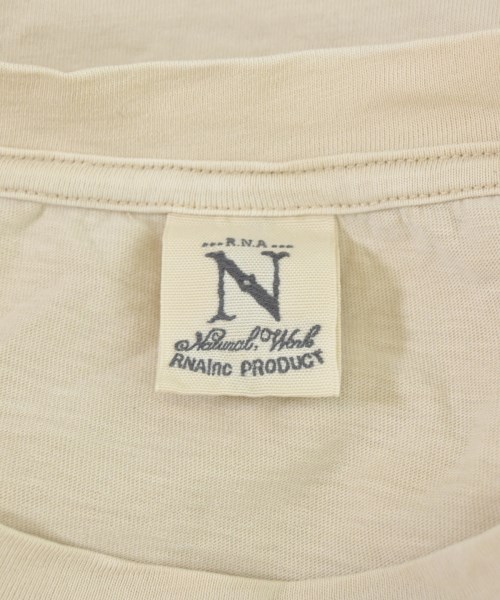 ---R.N.A---
N
Natural, Work
RNAInc PRODUCT